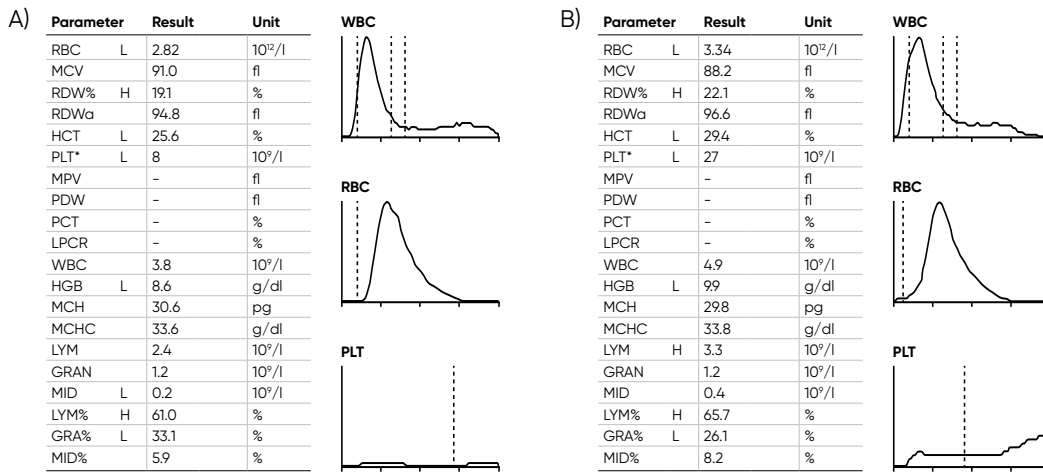 A)
Parameter Result Unit
RBC L 2.82 10¹²/l
MCV 91.0 fl
RDW% H 19.1 %
RDWa 94.8 fl
HCT L 25.6 %
PLT* L 8 10⁹/l
MPV – fl
PDW – fl
PCT – %
LPCR – %
WBC 3.8 10⁹/l
HGB L 8.6 g/dl
MCH 30.6 pg
MCHC 33.6 g/dl
LYM 2.4 10⁹/l
GRAN 1.2 10⁹/l
MID L 0.2 10⁹/l
LYM% H 61.0 %
GRA% L 33.1 %
MID% 5.9 %
WBC
RBC
PLT
B)
Parameter Result Unit
RBC L 3.34 10¹²/l
MCV 88.2 fl
RDW% H 22.1 %
RDWa 96.6 fl
HCT L 29.4 %
PLT* L 27 10⁹/l
MPV – fl
PDW – fl
PCT – %
LPCR – %
WBC 4.9 10⁹/l
HGB L 9.9 g/dl
MCH 29.8 pg
MCHC 33.8 g/dl
LYM H 3.3 10⁹/l
GRAN 1.2 10⁹/l
MID 0.4 10⁹/l
LYM% H 65.7 %
GRA% L 26.1 %
MID% 8.2 %
WBC
RBC
PLT